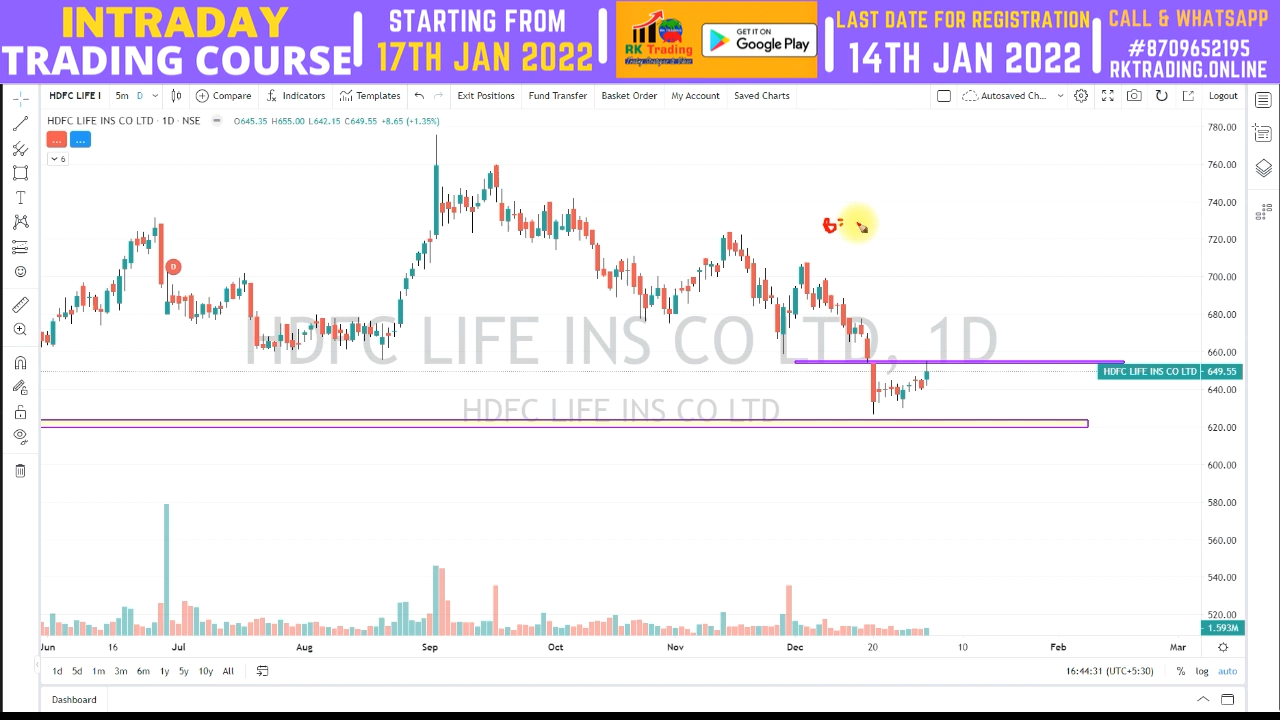 INTRADAY
TRADING COURSE
STARTING FROM
17TH JAN 2022
RK Trading
GET IT ON
Google Play
LAST DATE FOR REGISTRATION
14TH JAN 2022
CALL & WHATSAPP
#8709652195
RKTRADING.ONLINE
HDFC LIFE I 5m D Compare Indicators Templates Exit Positions Fund Transfer Basket Order My Account Saved Charts Autosaved Ch... Logout
HDFC LIFE INS CO LTD · 1D · NSE O645.35 H655.00 L642.15 C649.55 +8.65 (+1.35%)
... ...
6
D
HDFC LIFE INS CO LTD, 1D
HDFC LIFE INS CO LTD
780.00
760.00
740.00
720.00
700.00
680.00
660.00
HDFC LIFE INS CO LTD 649.55
640.00
620.00
600.00
580.00
560.00
540.00
520.00
1.593M
Jun 16 Jul Aug Sep Oct Nov Dec 20 10 Feb Mar
1d 5d 1m 3m 6m 1y 5y 10y All 16:44:31 (UTC+5:30) % log auto
Dashboard